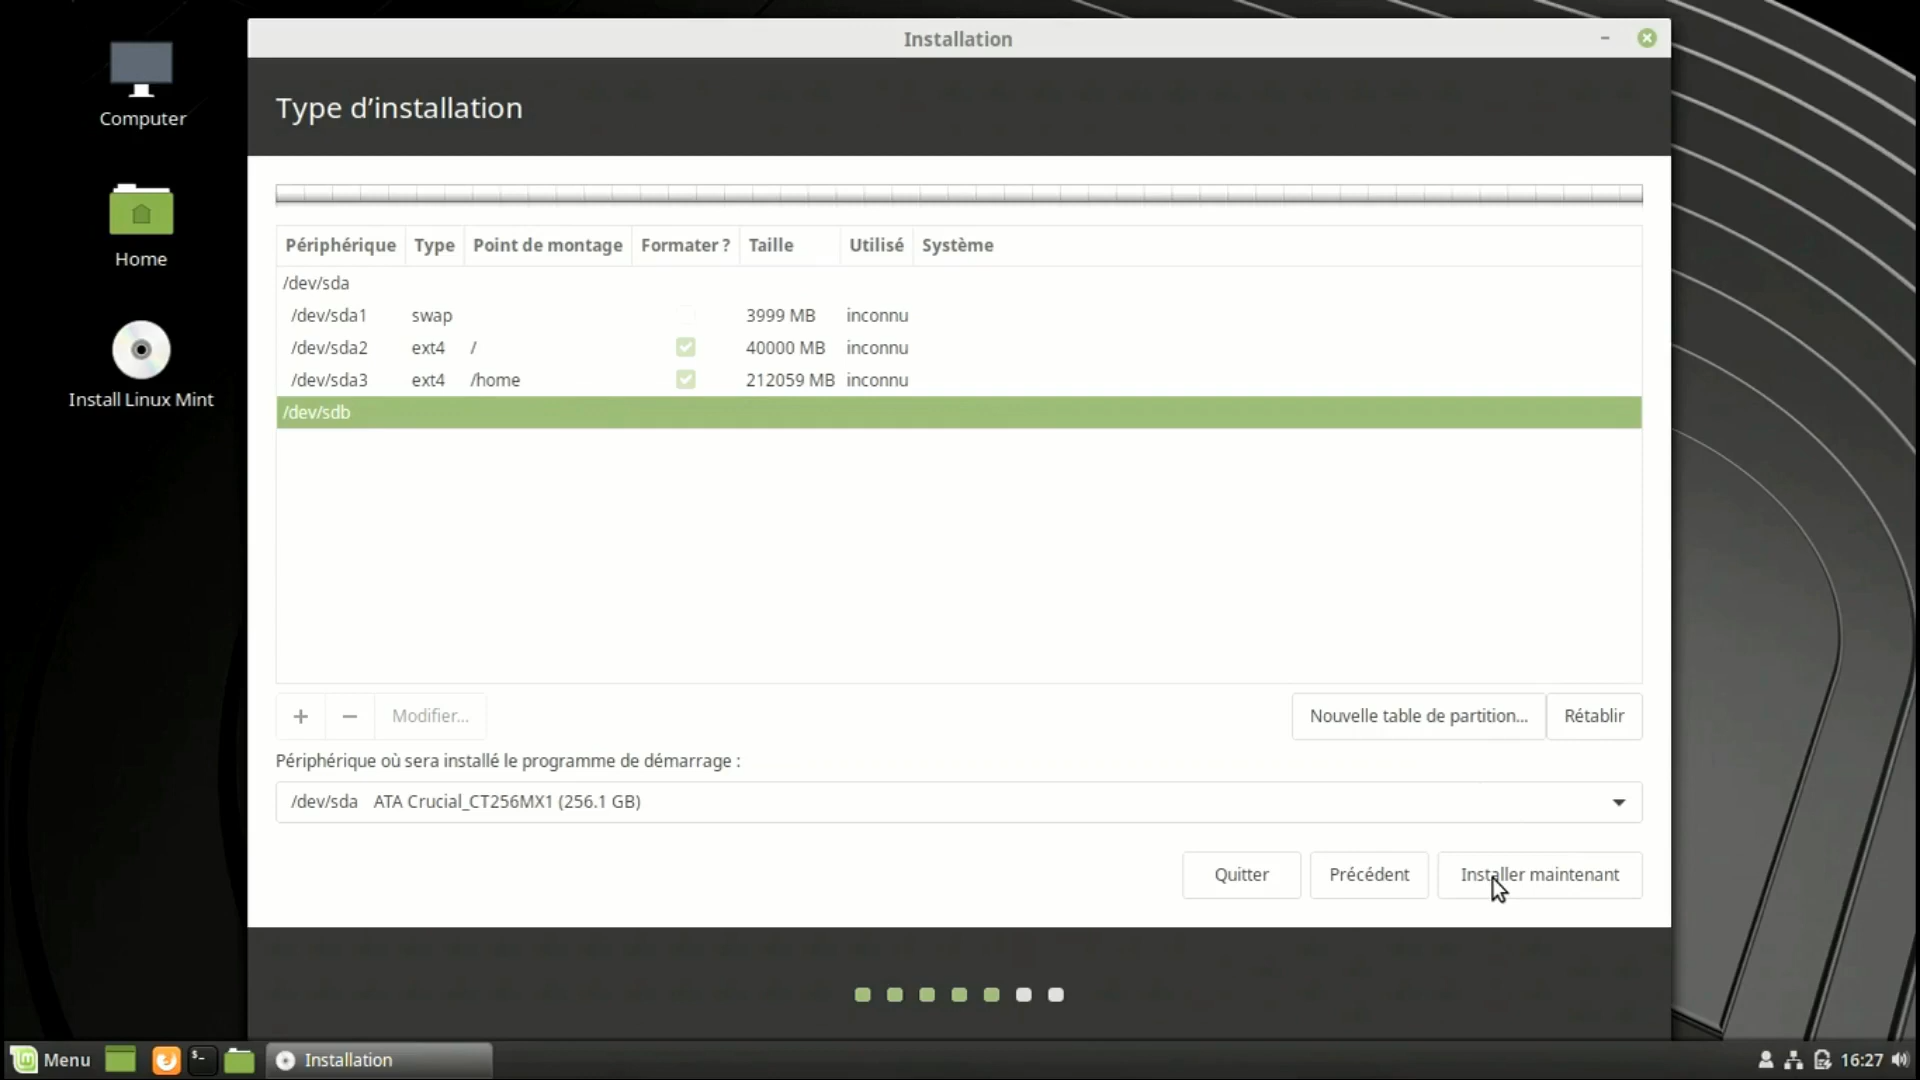 Installation
Computer
Home
Install Linux Mint
Type d’installation
Périphérique Type Point de montage Formater ? Taille Utilisé Système
/dev/sda
/dev/sda1 swap 3999 MB inconnu
/dev/sda2 ext4 / 40000 MB inconnu
/dev/sda3 ext4 /home 212059 MB inconnu
/dev/sdb
+ − Modifier... Nouvelle table de partition... Rétablir
Périphérique où sera installé le programme de démarrage :
/dev/sda ATA Crucial_CT256MX1 (256.1 GB)
Quitter Précédent Installer maintenant
Menu $- Installation 16:27